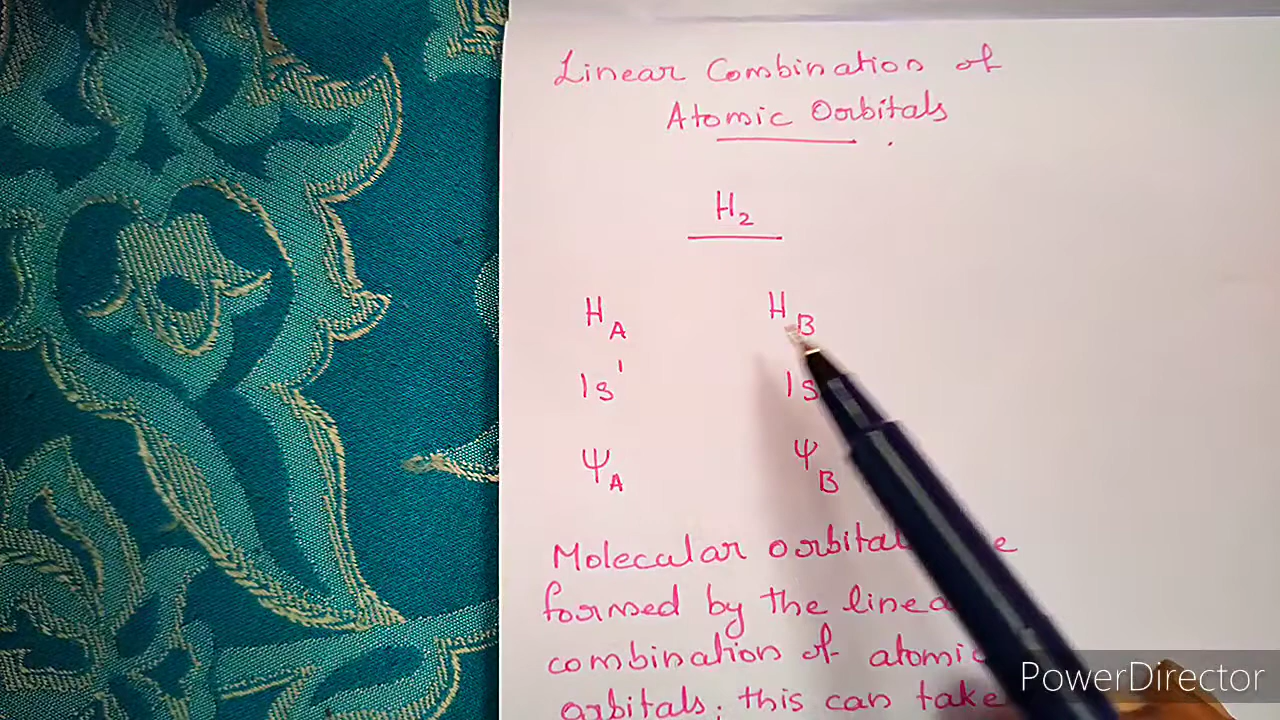 Linear Combination of
Atomic Orbitals
H2
HA HB
1s¹ 1s
ΨA ΨB
Molecular orbital e
formed by the linea
combination of atomic
orbitals. this can take
PowerDirector